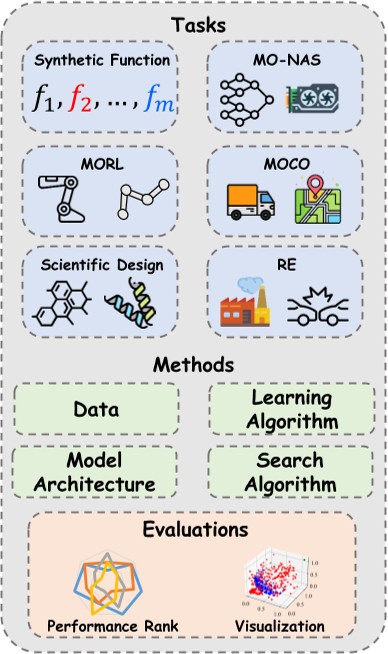 Tasks
Synthetic Function
f₁, f₂, ..., fₘ
MO-NAS
MORL
MOCO
Scientific Design
RE
Methods
Data
Learning
Algorithm
Model
Architecture
Search
Algorithm
Evaluations
Performance Rank
Visualization